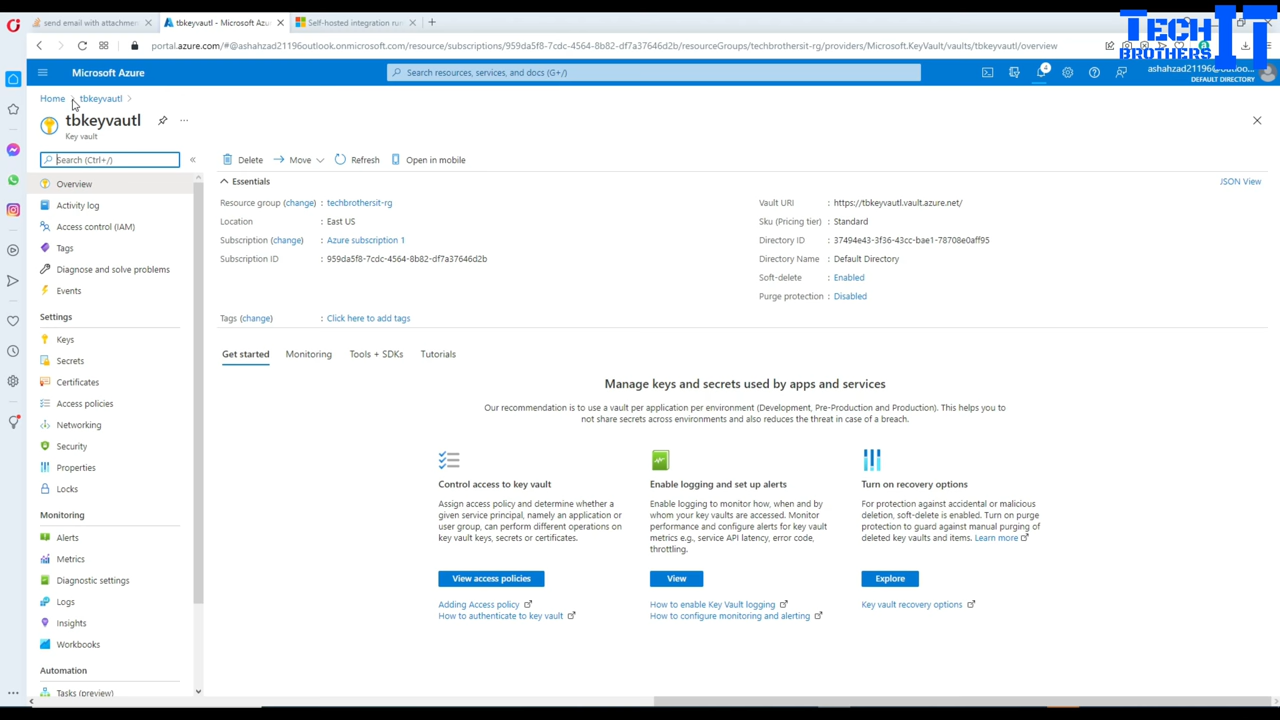 send email with attachmen
tbkeyvautl - Microsoft Azu
Self-hosted integration run
TECH IT BROTHERS
portal.azure.com/#@ashahzad21196outlook.onmicrosoft.com/resource/subscriptions/959da5f8-7cdc-4564-8b82-df7a37646d2b/resourceGroups/techbrothersit-rg/providers/Microsoft.KeyVault/vaults/tbkeyvautl/overview
Microsoft Azure
Search resources, services, and docs (G+/)
4
ashahzad21196@outloo...
DEFAULT DIRECTORY
Home > tbkeyvautl >
tbkeyvautl
...
Key vault
Search (Ctrl+/)
«
Delete
Move
Refresh
Open in mobile
Overview
Activity log
Access control (IAM)
Tags
Diagnose and solve problems
Events
Settings
Keys
Secrets
Certificates
Access policies
Networking
Security
Properties
Locks
Monitoring
Alerts
Metrics
Diagnostic settings
Logs
Insights
Workbooks
Automation
Tasks (preview)
Essentials
JSON View
Resource group (change) : techbrothersit-rg
Location : East US
Subscription (change) : Azure subscription 1
Subscription ID : 959da5f8-7cdc-4564-8b82-df7a37646d2b
Vault URI : https://tbkeyvautl.vault.azure.net/
Sku (Pricing tier) : Standard
Directory ID : 37494e43-3f36-43cc-bae1-78708e0aff95
Directory Name : Default Directory
Soft-delete : Enabled
Purge protection : Disabled
Tags (change) : Click here to add tags
Get started
Monitoring
Tools + SDKs
Tutorials
Manage keys and secrets used by apps and services
Our recommendation is to use a vault per application per environment (Development, Pre-Production and Production). This helps you to
not share secrets across environments and also reduces the threat in case of a breach.
Control access to key vault
Assign access policy and determine whether a
given service principal, namely an application or
user group, can perform different operations on
key vault keys, secrets or certificates.
View access policies
Adding Access policy
How to authenticate to key vault
Enable logging and set up alerts
Enable logging to monitor how, when and by
whom your key vaults are accessed. Monitor
performance and configure alerts for key vault
metrics e.g., service API latency, error code,
throttling.
View
How to enable Key Vault logging
How to configure monitoring and alerting
Turn on recovery options
For protection against accidental or malicious
deletion, soft-delete is enabled. Turn on purge
protection to guard against manual purging of
deleted key vaults and items. Learn more
Explore
Key vault recovery options